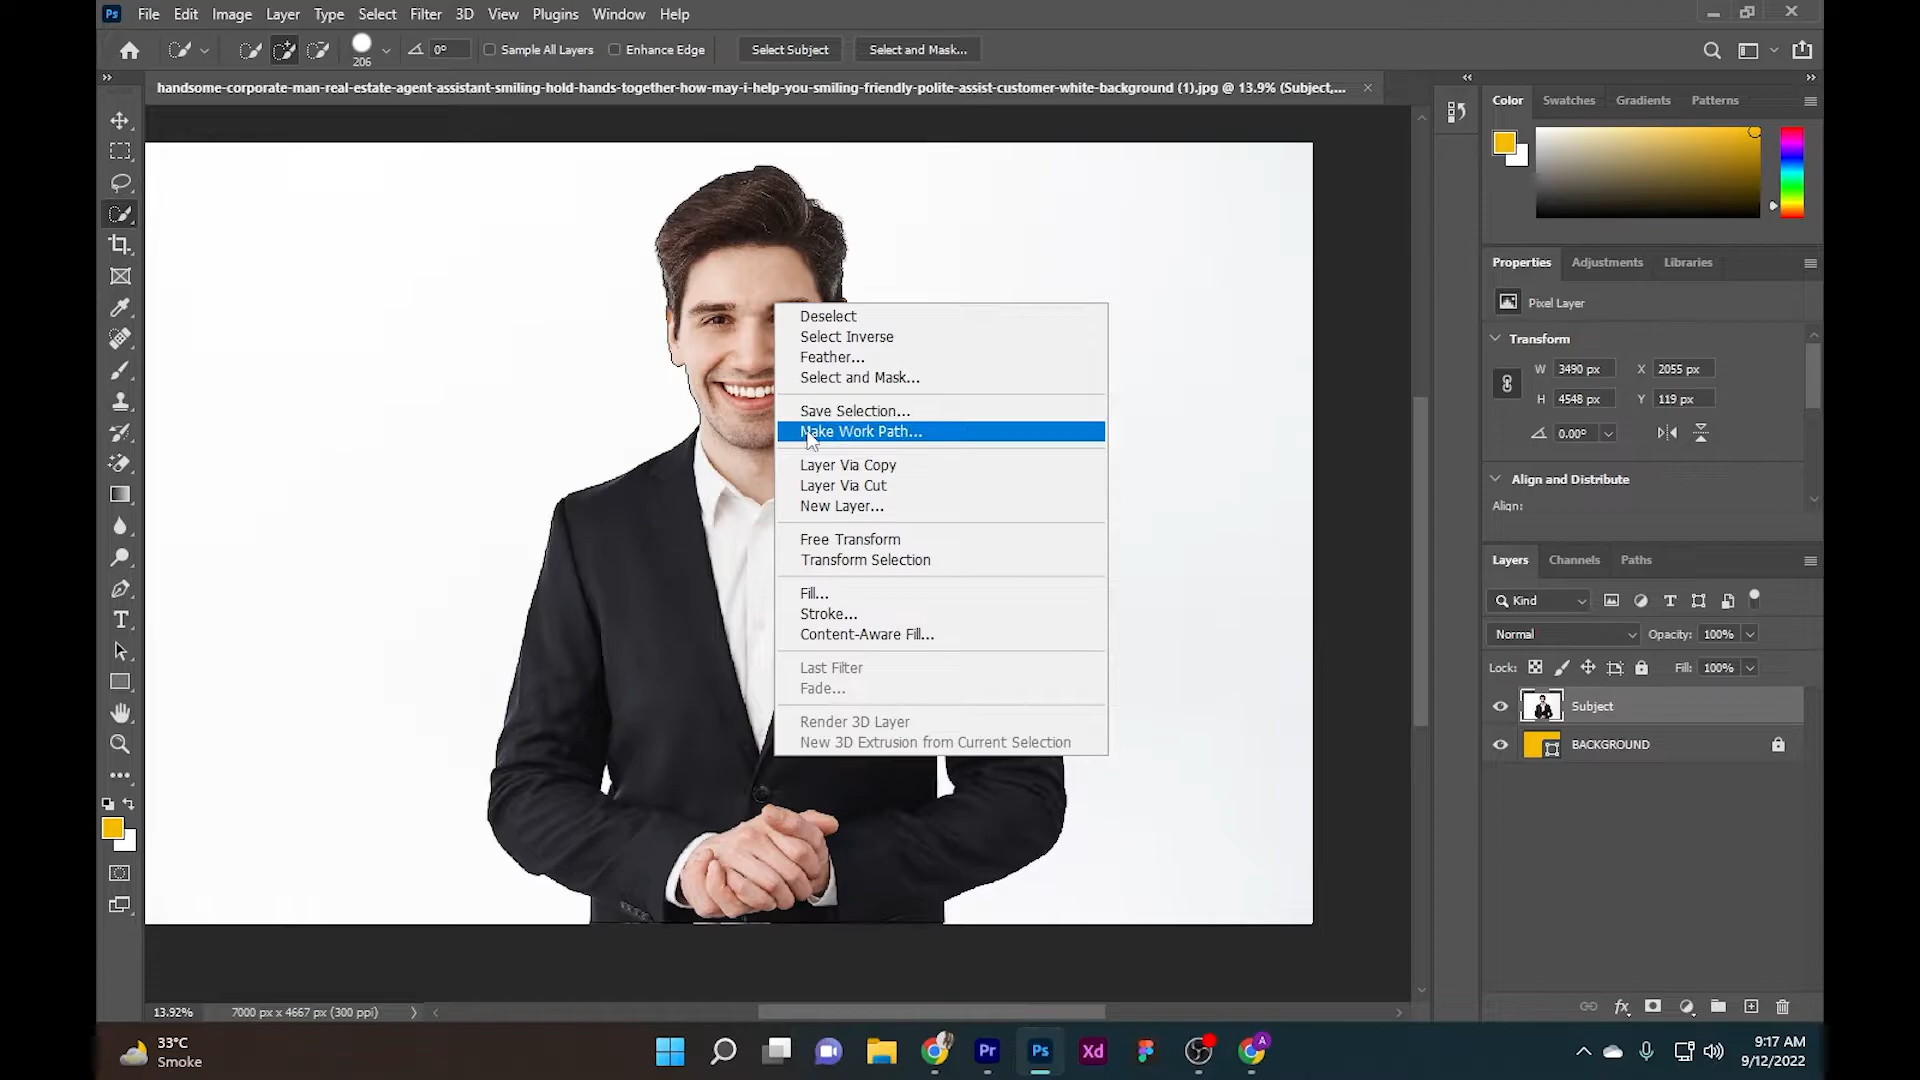 Ps File Edit Image Layer Type Select Filter 3D View Plugins Window Help
206 0° Sample All Layers Enhance Edge Select Subject Select and Mask...
handsome-corporate-man-real-estate-agent-assistant-smiling-hold-hands-together-how-may-i-help-you-smiling-friendly-polite-assist-customer-white-background (1).jpg @ 13.9% (Subject,...
Color Swatches Gradients Patterns
Properties Adjustments Libraries
Pixel Layer
Transform
W 3490 px X 2055 px
H 4548 px Y 119 px
0.00°
Align and Distribute
Align:
Deselect
Select Inverse
Feather...
Select and Mask...
Save Selection...
Make Work Path...
Layer Via Copy
Layer Via Cut
New Layer...
Free Transform
Transform Selection
Fill...
Stroke...
Content-Aware Fill...
Last Filter
Fade...
Render 3D Layer
New 3D Extrusion from Current Selection
Layers Channels Paths
Kind
Normal Opacity: 100%
Lock: Fill: 100%
Subject
BACKGROUND
fx
13.92% 7000 px x 4667 px (300 ppi)
33°C
Smoke
Pr Ps Xd A
9:17 AM
9/12/2022